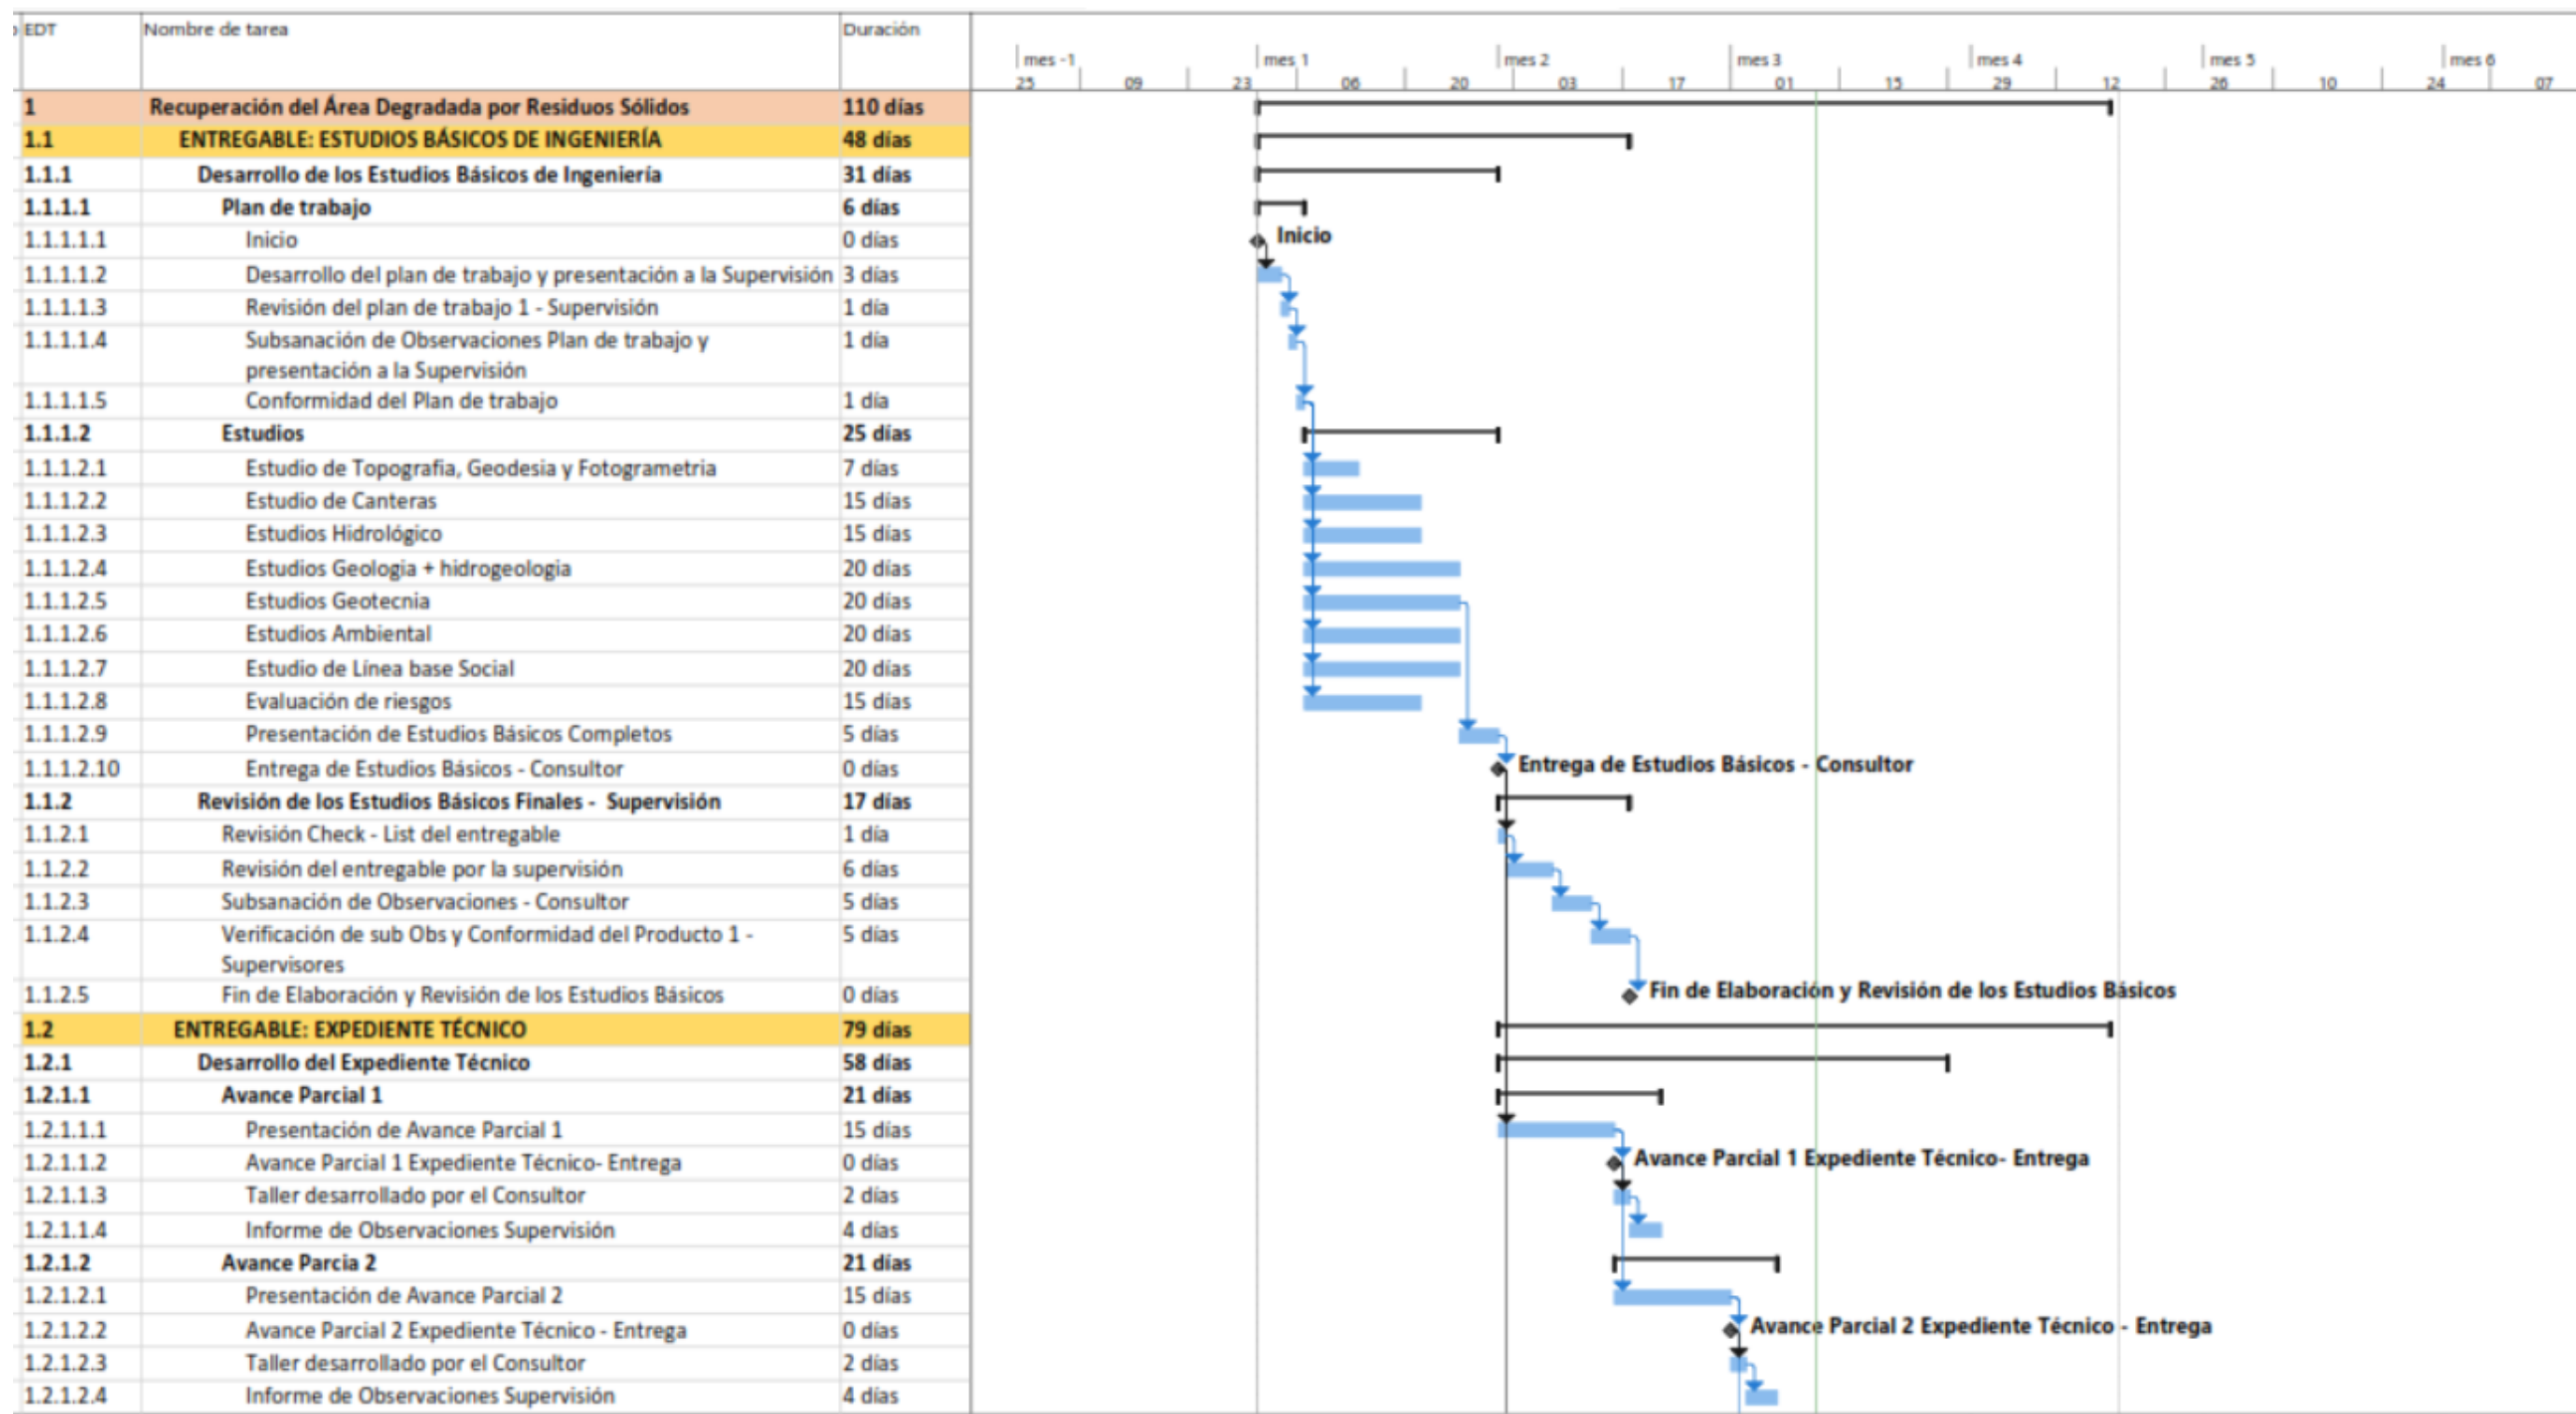 EDT Nombre de tarea Duración
mes -1 mes 1 mes 2 mes 3 mes 4 mes 5 mes 6
25 09 23 06 20 03 17 01 15 29 12 26 10 24 07
1 Recuperación del Área Degradada por Residuos Sólidos 110 días
1.1 ENTREGABLE: ESTUDIOS BÁSICOS DE INGENIERÍA 48 días
1.1.1 Desarrollo de los Estudios Básicos de Ingeniería 31 días
1.1.1.1 Plan de trabajo 6 días
1.1.1.1.1 Inicio 0 días Inicio
1.1.1.1.2 Desarrollo del plan de trabajo y presentación a la Supervisión 3 días
1.1.1.1.3 Revisión del plan de trabajo 1 - Supervisión 1 día
1.1.1.1.4 Subsanación de Observaciones Plan de trabajo y 1 día
presentación a la Supervisión
1.1.1.1.5 Conformidad del Plan de trabajo 1 día
1.1.1.2 Estudios 25 días
1.1.1.2.1 Estudio de Topografia, Geodesia y Fotogrametria 7 días
1.1.1.2.2 Estudio de Canteras 15 días
1.1.1.2.3 Estudios Hidrológico 15 días
1.1.1.2.4 Estudios Geologia + hidrogeologia 20 días
1.1.1.2.5 Estudios Geotecnia 20 días
1.1.1.2.6 Estudios Ambiental 20 días
1.1.1.2.7 Estudio de Línea base Social 20 días
1.1.1.2.8 Evaluación de riesgos 15 días
1.1.1.2.9 Presentación de Estudios Básicos Completos 5 días
1.1.1.2.10 Entrega de Estudios Básicos - Consultor 0 días Entrega de Estudios Básicos - Consultor
1.1.2 Revisión de los Estudios Básicos Finales - Supervisión 17 días
1.1.2.1 Revisión Check - List del entregable 1 día
1.1.2.2 Revisión del entregable por la supervisión 6 días
1.1.2.3 Subsanación de Observaciones - Consultor 5 días
1.1.2.4 Verificación de sub Obs y Conformidad del Producto 1 - 5 días
Supervisores
1.1.2.5 Fin de Elaboración y Revisión de los Estudios Básicos 0 días Fin de Elaboración y Revisión de los Estudios Básicos
1.2 ENTREGABLE: EXPEDIENTE TÉCNICO 79 días
1.2.1 Desarrollo del Expediente Técnico 58 días
1.2.1.1 Avance Parcial 1 21 días
1.2.1.1.1 Presentación de Avance Parcial 1 15 días
1.2.1.1.2 Avance Parcial 1 Expediente Técnico- Entrega 0 días Avance Parcial 1 Expediente Técnico- Entrega
1.2.1.1.3 Taller desarrollado por el Consultor 2 días
1.2.1.1.4 Informe de Observaciones Supervisión 4 días
1.2.1.2 Avance Parcia 2 21 días
1.2.1.2.1 Presentación de Avance Parcial 2 15 días
1.2.1.2.2 Avance Parcial 2 Expediente Técnico - Entrega 0 días Avance Parcial 2 Expediente Técnico - Entrega
1.2.1.2.3 Taller desarrollado por el Consultor 2 días
1.2.1.2.4 Informe de Observaciones Supervisión 4 días